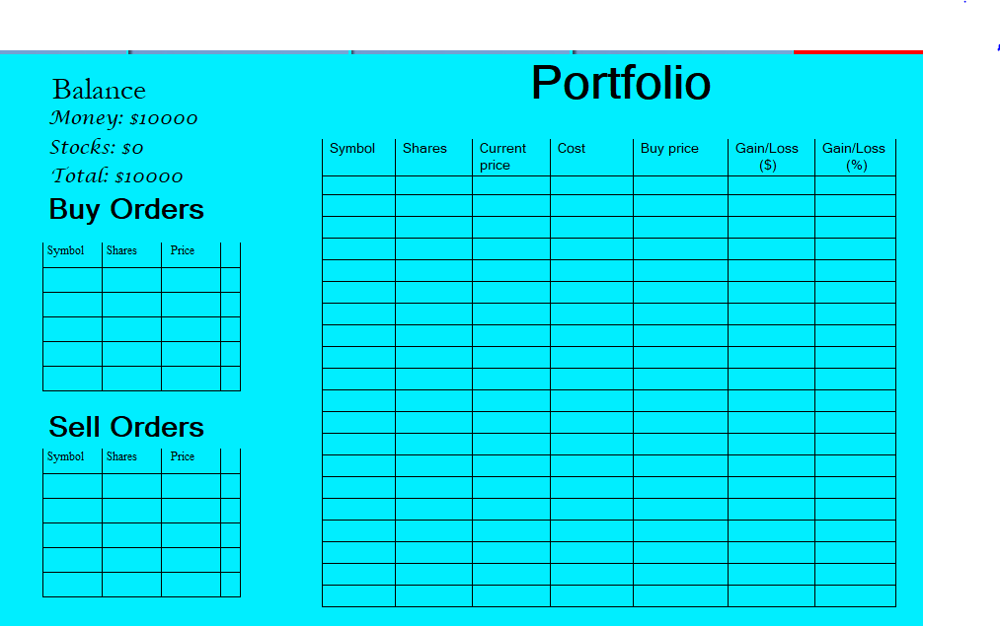 Portfolio
Balance
Money: $10000
Stocks: $0
Total: $10000
Buy Orders
Symbol Shares Price
Sell Orders
Symbol Shares Price
Symbol Shares Current price Cost Buy price Gain/Loss ($) Gain/Loss (%)